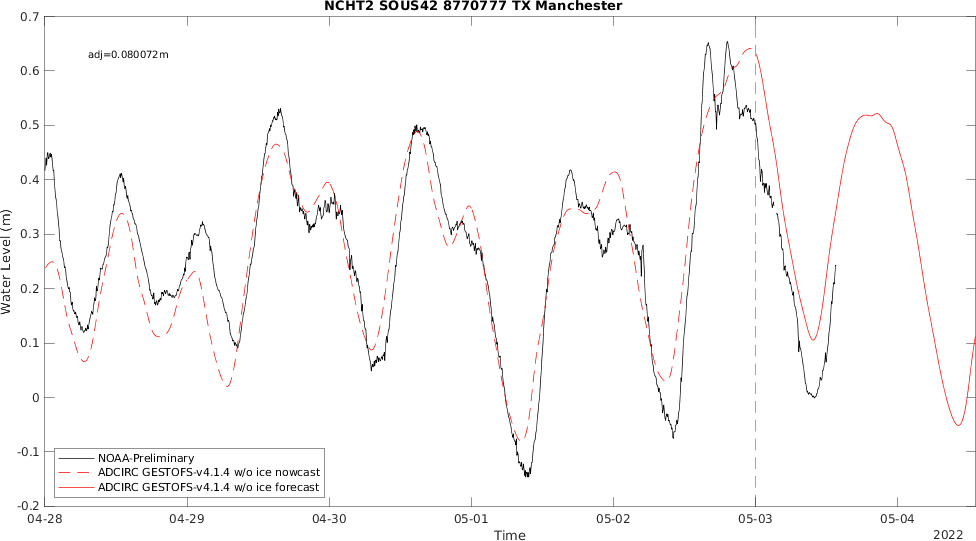 NCHT2 SOUS42 8770777 TX Manchester
0.7
adj=0.080072m
0.6
0.5
0.4
0.3
0.2
0.1
0
-0.1
-0.2
Water Level (m)
NOAA-Preliminary
ADCIRC GESTOFS-v4.1.4 w/o ice nowcast
ADCIRC GESTOFS-v4.1.4 w/o ice forecast
04-28 04-29 04-30 05-01 05-02 05-03 05-04
Time
2022